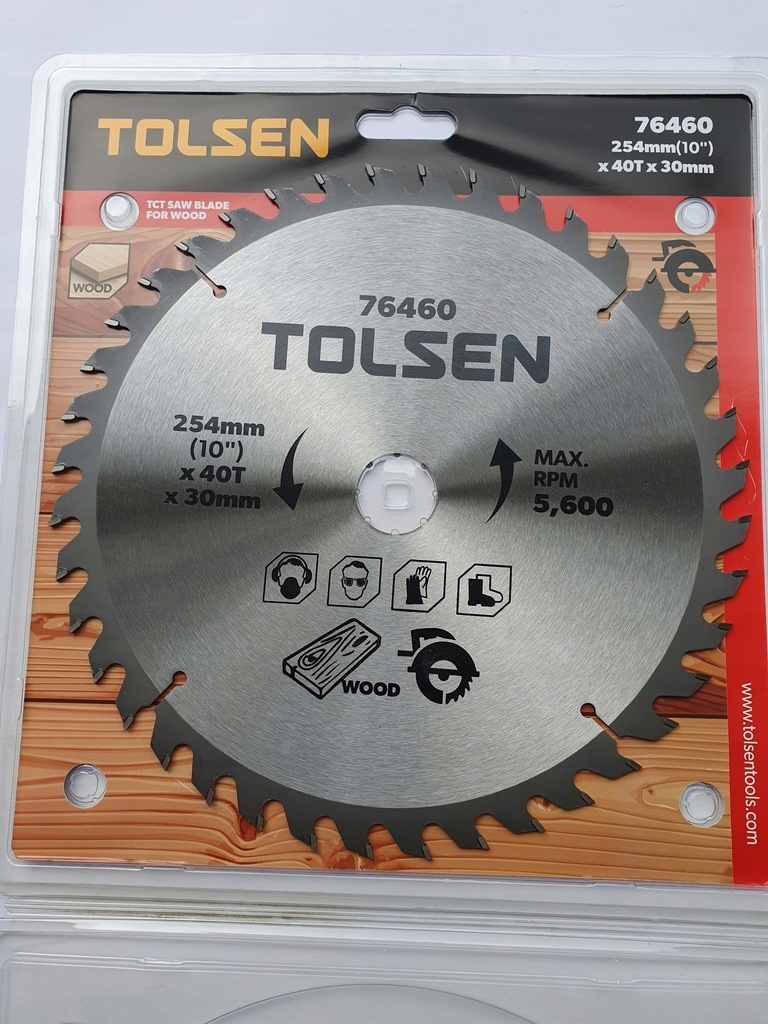 TOLSEN
76460
254mm(10")
x 40T x 30mm
TCT SAW BLADE
FOR WOOD
WOOD
76460
TOLSEN
254mm
(10")
x 40T
x 30mm
MAX.
RPM
5,600
WOOD
www.tolsentools.com